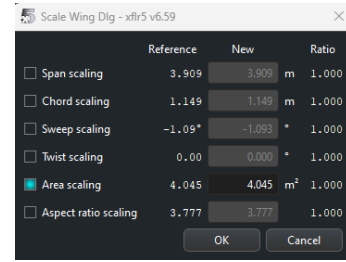 Scale Wing Dlg - xflr5 v6.59
Reference New Ratio
Span scaling 3.909 3.909 m 1.000
Chord scaling 1.149 1.149 m 1.000
Sweep scaling -1.09° -1.093 ° 1.000
Twist scaling 0.00 0.000 ° 1.000
Area scaling 4.045 4.045 m² 1.000
Aspect ratio scaling 3.777 3.777 1.000
OK Cancel